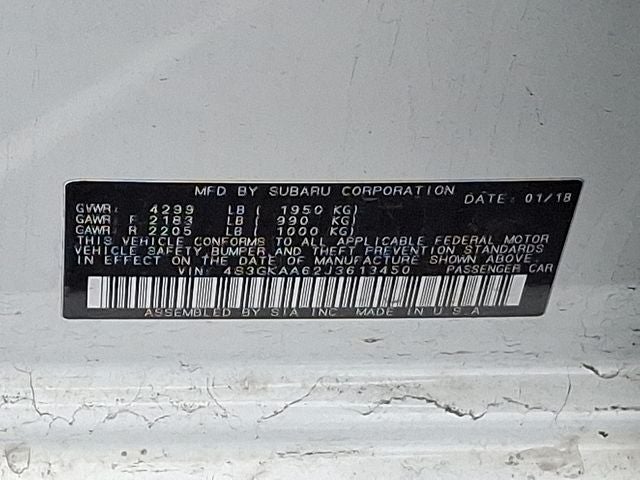 MFD BY SUBARU CORPORATION
DATE: 01/18
GVWR: 4299 LB ( 1950 KG)
GAWR: F 2183 LB ( 990 KG)
GAWR: R 2205 LB ( 1000 KG)
THIS VEHICLE CONFORMS TO ALL APPLICABLE FEDERAL MOTOR
VEHICLE SAFETY, BUMPER AND THEFT PREVENTION STANDARDS
IN EFFECT ON THE DATE OF MANUFACTURE SHOWN ABOVE.
VIN: 4S3GKAA62J3613450 PASSENGER CAR
ASSEMBLED BY SIA INC. MADE IN U.S.A